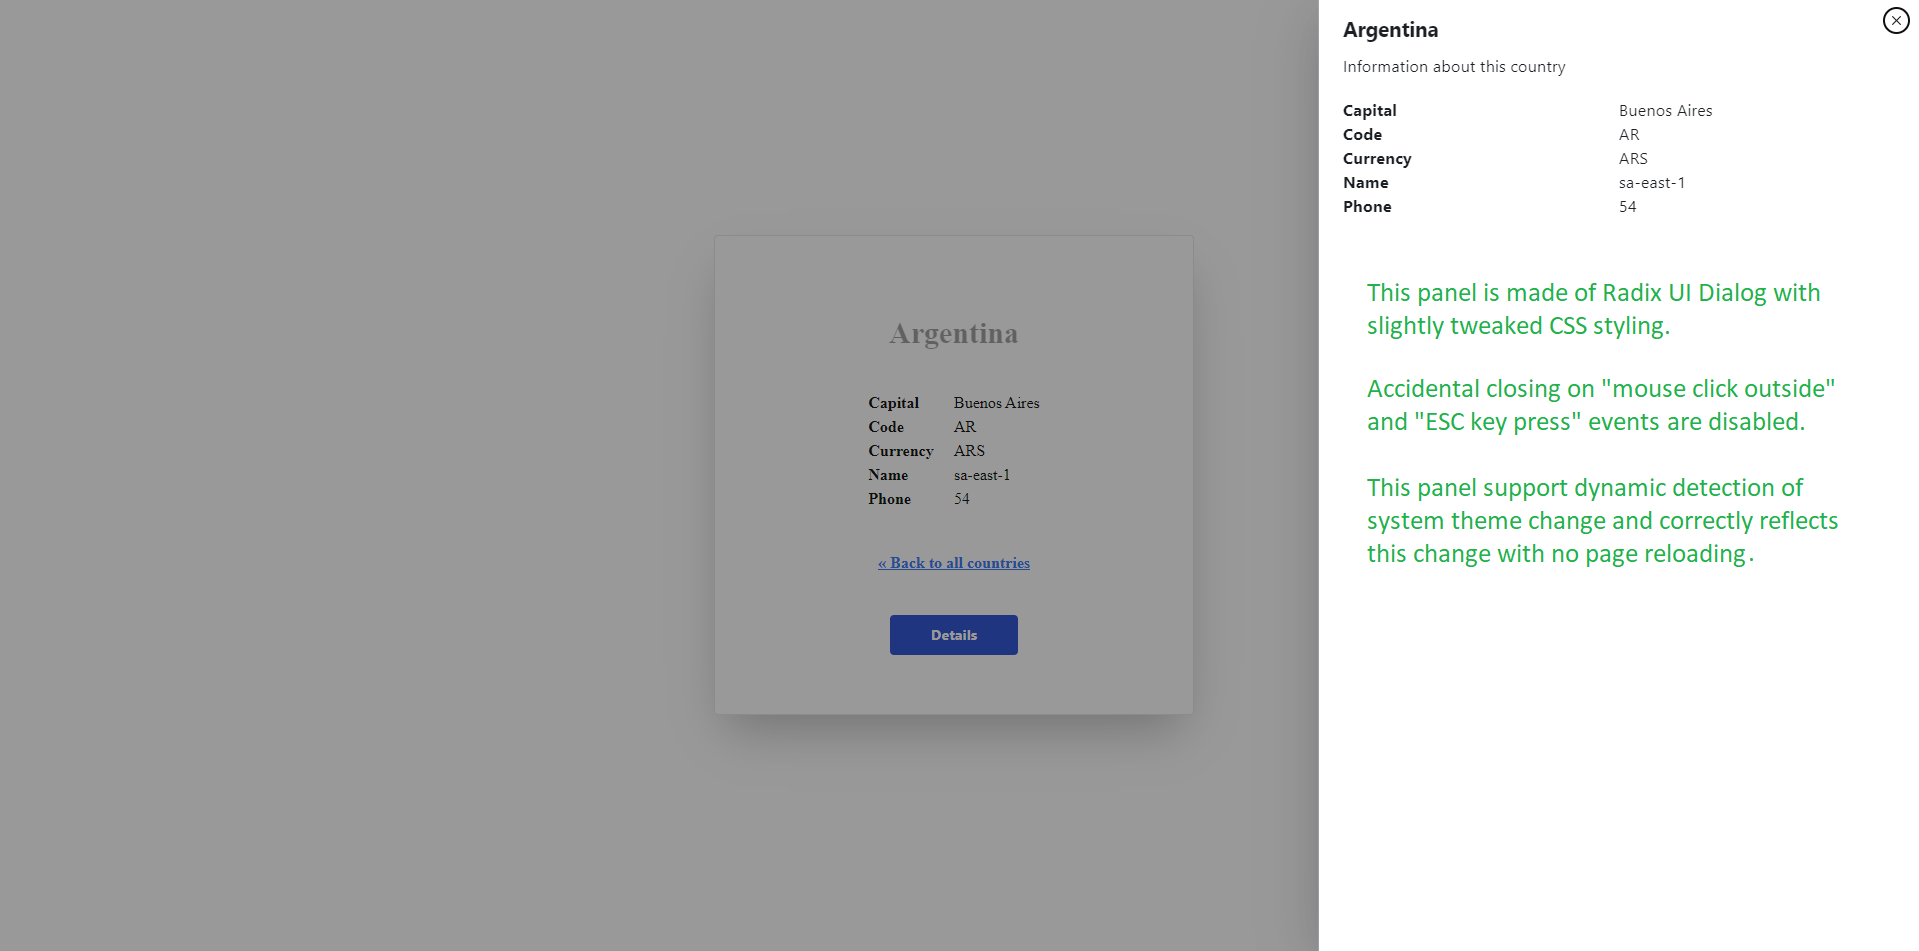 Argentina
Capital Buenos Aires
Code AR
Currency ARS
Name sa-east-1
Phone 54
« Back to all countries
Details
Argentina
Information about this country
Capital Buenos Aires
Code AR
Currency ARS
Name sa-east-1
Phone 54
This panel is made of Radix UI Dialog with
slightly tweaked CSS styling.
Accidental closing on "mouse click outside"
and "ESC key press" events are disabled.
This panel support dynamic detection of
system theme change and correctly reflects
this change with no page reloading.